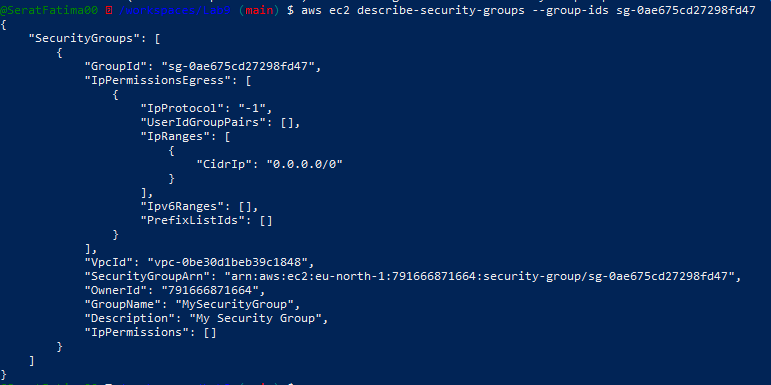 @SeratFatima00 /workspaces/Lab9 (main) $ aws ec2 describe-security-groups --group-ids sg-0ae675cd27298fd47
{
    "SecurityGroups": [
        {
            "GroupId": "sg-0ae675cd27298fd47",
            "IpPermissionsEgress": [
                {
                    "IpProtocol": "-1",
                    "UserIdGroupPairs": [],
                    "IpRanges": [
                        {
                            "CidrIp": "0.0.0.0/0"
                        }
                    ],
                    "Ipv6Ranges": [],
                    "PrefixListIds": []
                }
            ],
            "VpcId": "vpc-0be30d1beb39c1848",
            "SecurityGroupArn": "arn:aws:ec2:eu-north-1:791666871664:security-group/sg-0ae675cd27298fd47",
            "OwnerId": "791666871664",
            "GroupName": "MySecurityGroup",
            "Description": "My Security Group",
            "IpPermissions": []
        }
    ]
}